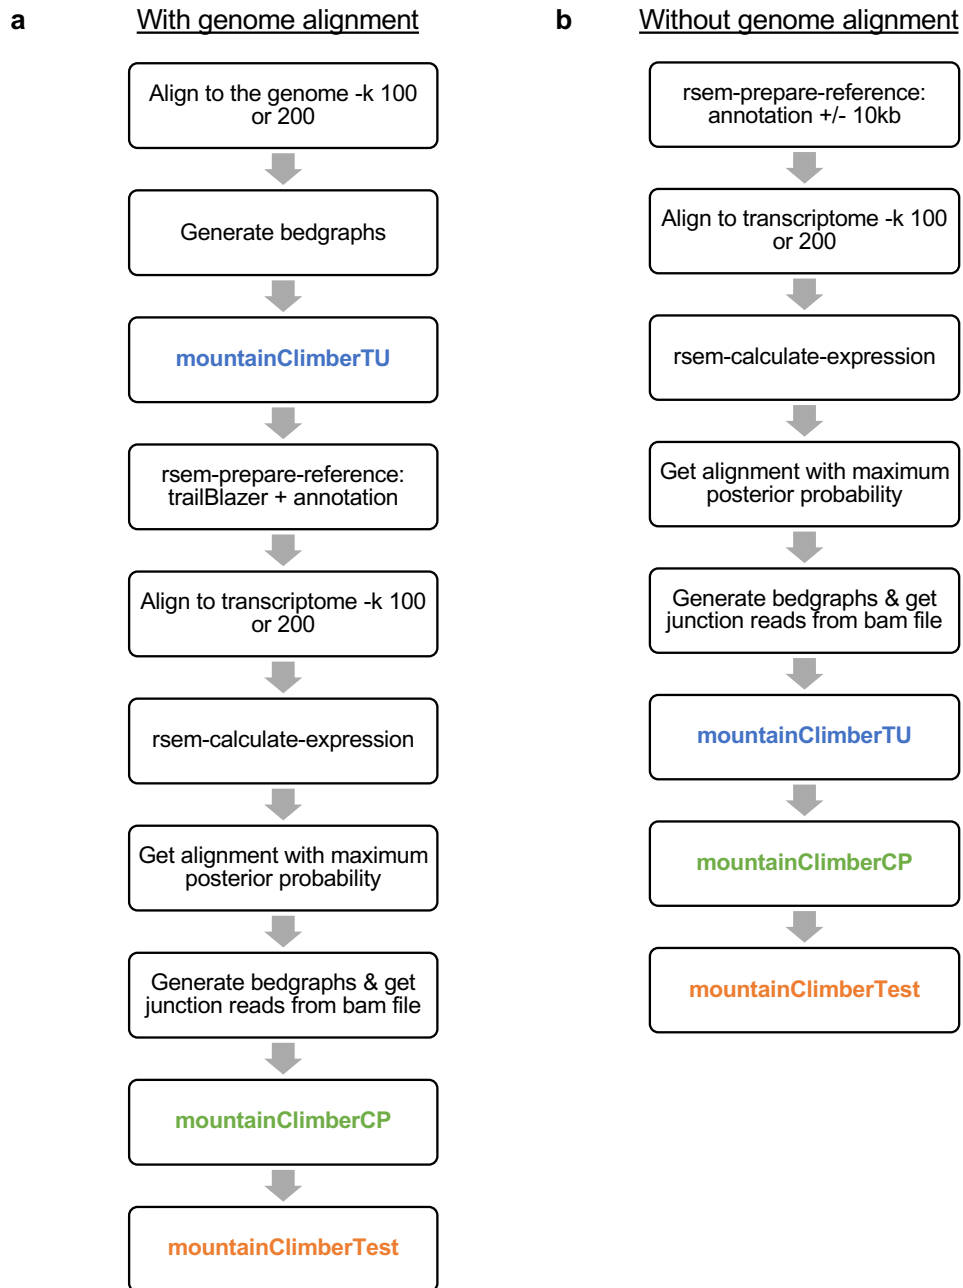 a
With genome alignment
Align to the genome -k 100
or 200
Generate bedgraphs
mountainClimberTU
rsem-prepare-reference:
trailBlazer + annotation
Align to transcriptome -k 100
or 200
rsem-calculate-expression
Get alignment with maximum
posterior probability
Generate bedgraphs & get
junction reads from bam file
mountainClimberCP
mountainClimberTest
b
Without genome alignment
rsem-prepare-reference:
annotation +/- 10kb
Align to transcriptome -k 100
or 200
rsem-calculate-expression
Get alignment with maximum
posterior probability
Generate bedgraphs & get
junction reads from bam file
mountainClimberTU
mountainClimberCP
mountainClimberTest